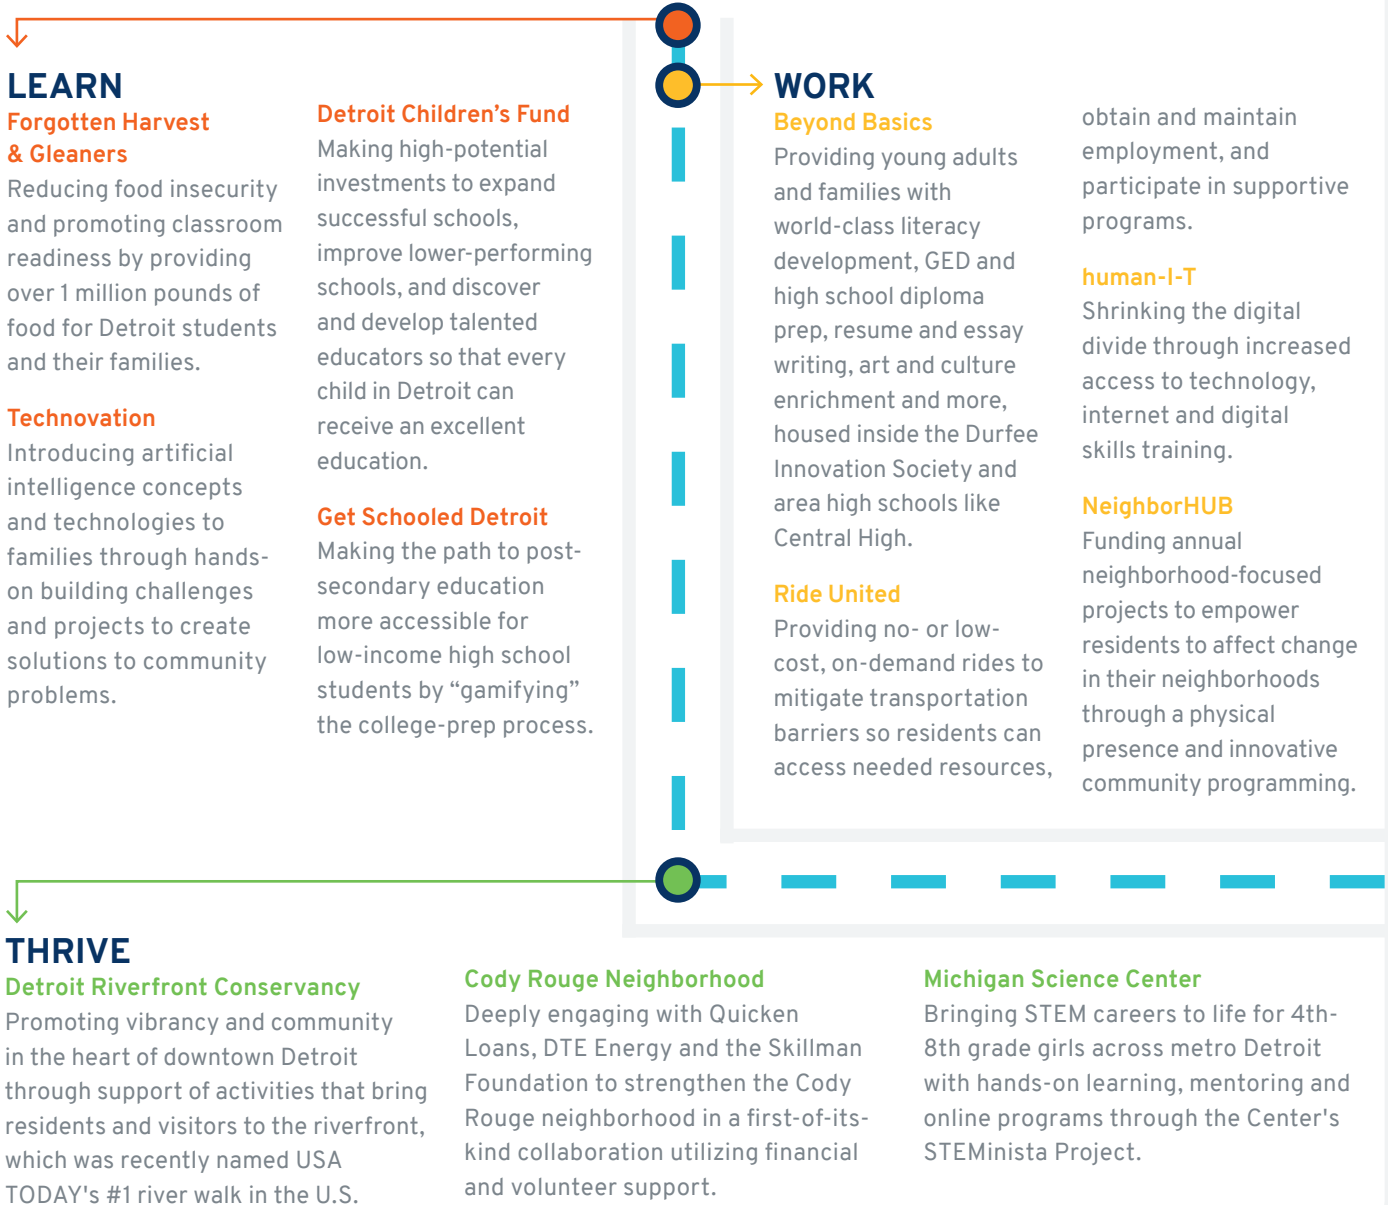 LEARN
Forgotten Harvest
& Gleaners
Reducing food insecurity
and promoting classroom
readiness by providing
over 1 million pounds of
food for Detroit students
and their families.
Technovation
Introducing artificial
intelligence concepts
and technologies to
families through hands-
on building challenges
and projects to create
solutions to community
problems.
Detroit Children’s Fund
Making high-potential
investments to expand
successful schools,
improve lower-performing
schools, and discover
and develop talented
educators so that every
child in Detroit can
receive an excellent
education.
Get Schooled Detroit
Making the path to post-
secondary education
more accessible for
low-income high school
students by “gamifying”
the college-prep process.
WORK
Beyond Basics
Providing young adults
and families with
world-class literacy
development, GED and
high school diploma
prep, resume and essay
writing, art and culture
enrichment and more,
housed inside the Durfee
Innovation Society and
area high schools like
Central High.
Ride United
Providing no- or low-
cost, on-demand rides to
mitigate transportation
barriers so residents can
access needed resources,
obtain and maintain
employment, and
participate in supportive
programs.
human-I-T
Shrinking the digital
divide through increased
access to technology,
internet and digital
skills training.
NeighborHUB
Funding annual
neighborhood-focused
projects to empower
residents to affect change
in their neighborhoods
through a physical
presence and innovative
community programming.
THRIVE
Detroit Riverfront Conservancy
Promoting vibrancy and community
in the heart of downtown Detroit
through support of activities that bring
residents and visitors to the riverfront,
which was recently named USA
TODAY's #1 river walk in the U.S.
Cody Rouge Neighborhood
Deeply engaging with Quicken
Loans, DTE Energy and the Skillman
Foundation to strengthen the Cody
Rouge neighborhood in a first-of-its-
kind collaboration utilizing financial
and volunteer support.
Michigan Science Center
Bringing STEM careers to life for 4th-
8th grade girls across metro Detroit
with hands-on learning, mentoring and
online programs through the Center's
STEMinista Project.